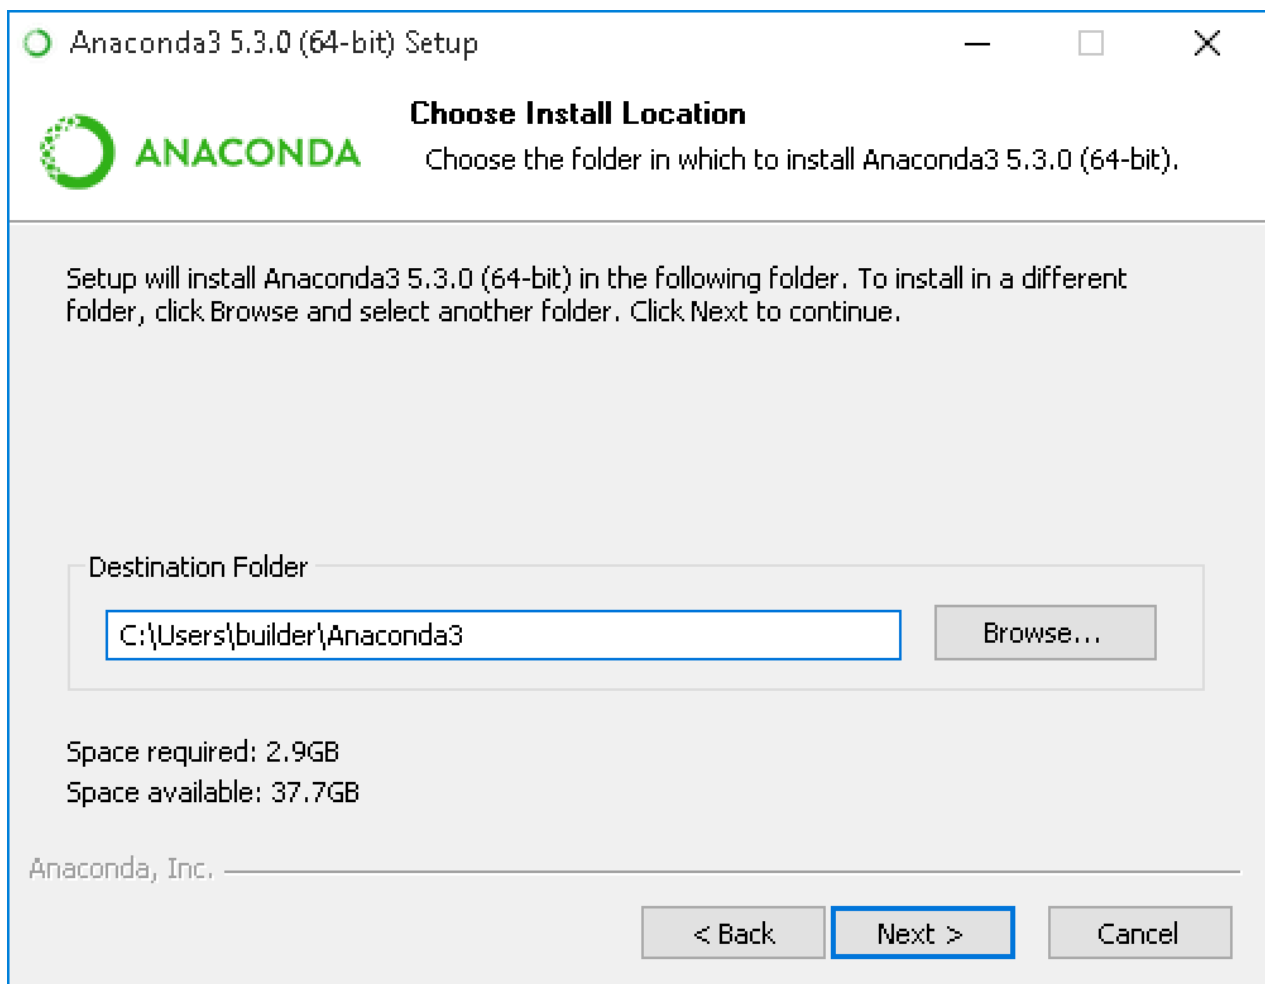 Anaconda3 5.3.0 (64-bit) Setup
ANACONDA
Choose Install Location
Choose the folder in which to install Anaconda3 5.3.0 (64-bit).
Setup will install Anaconda3 5.3.0 (64-bit) in the following folder. To install in a different
folder, click Browse and select another folder. Click Next to continue.
Destination Folder
C:\Users\builder\Anaconda3
Browse...
Space required: 2.9GB
Space available: 37.7GB
Anaconda, Inc.
< Back
Next >
Cancel